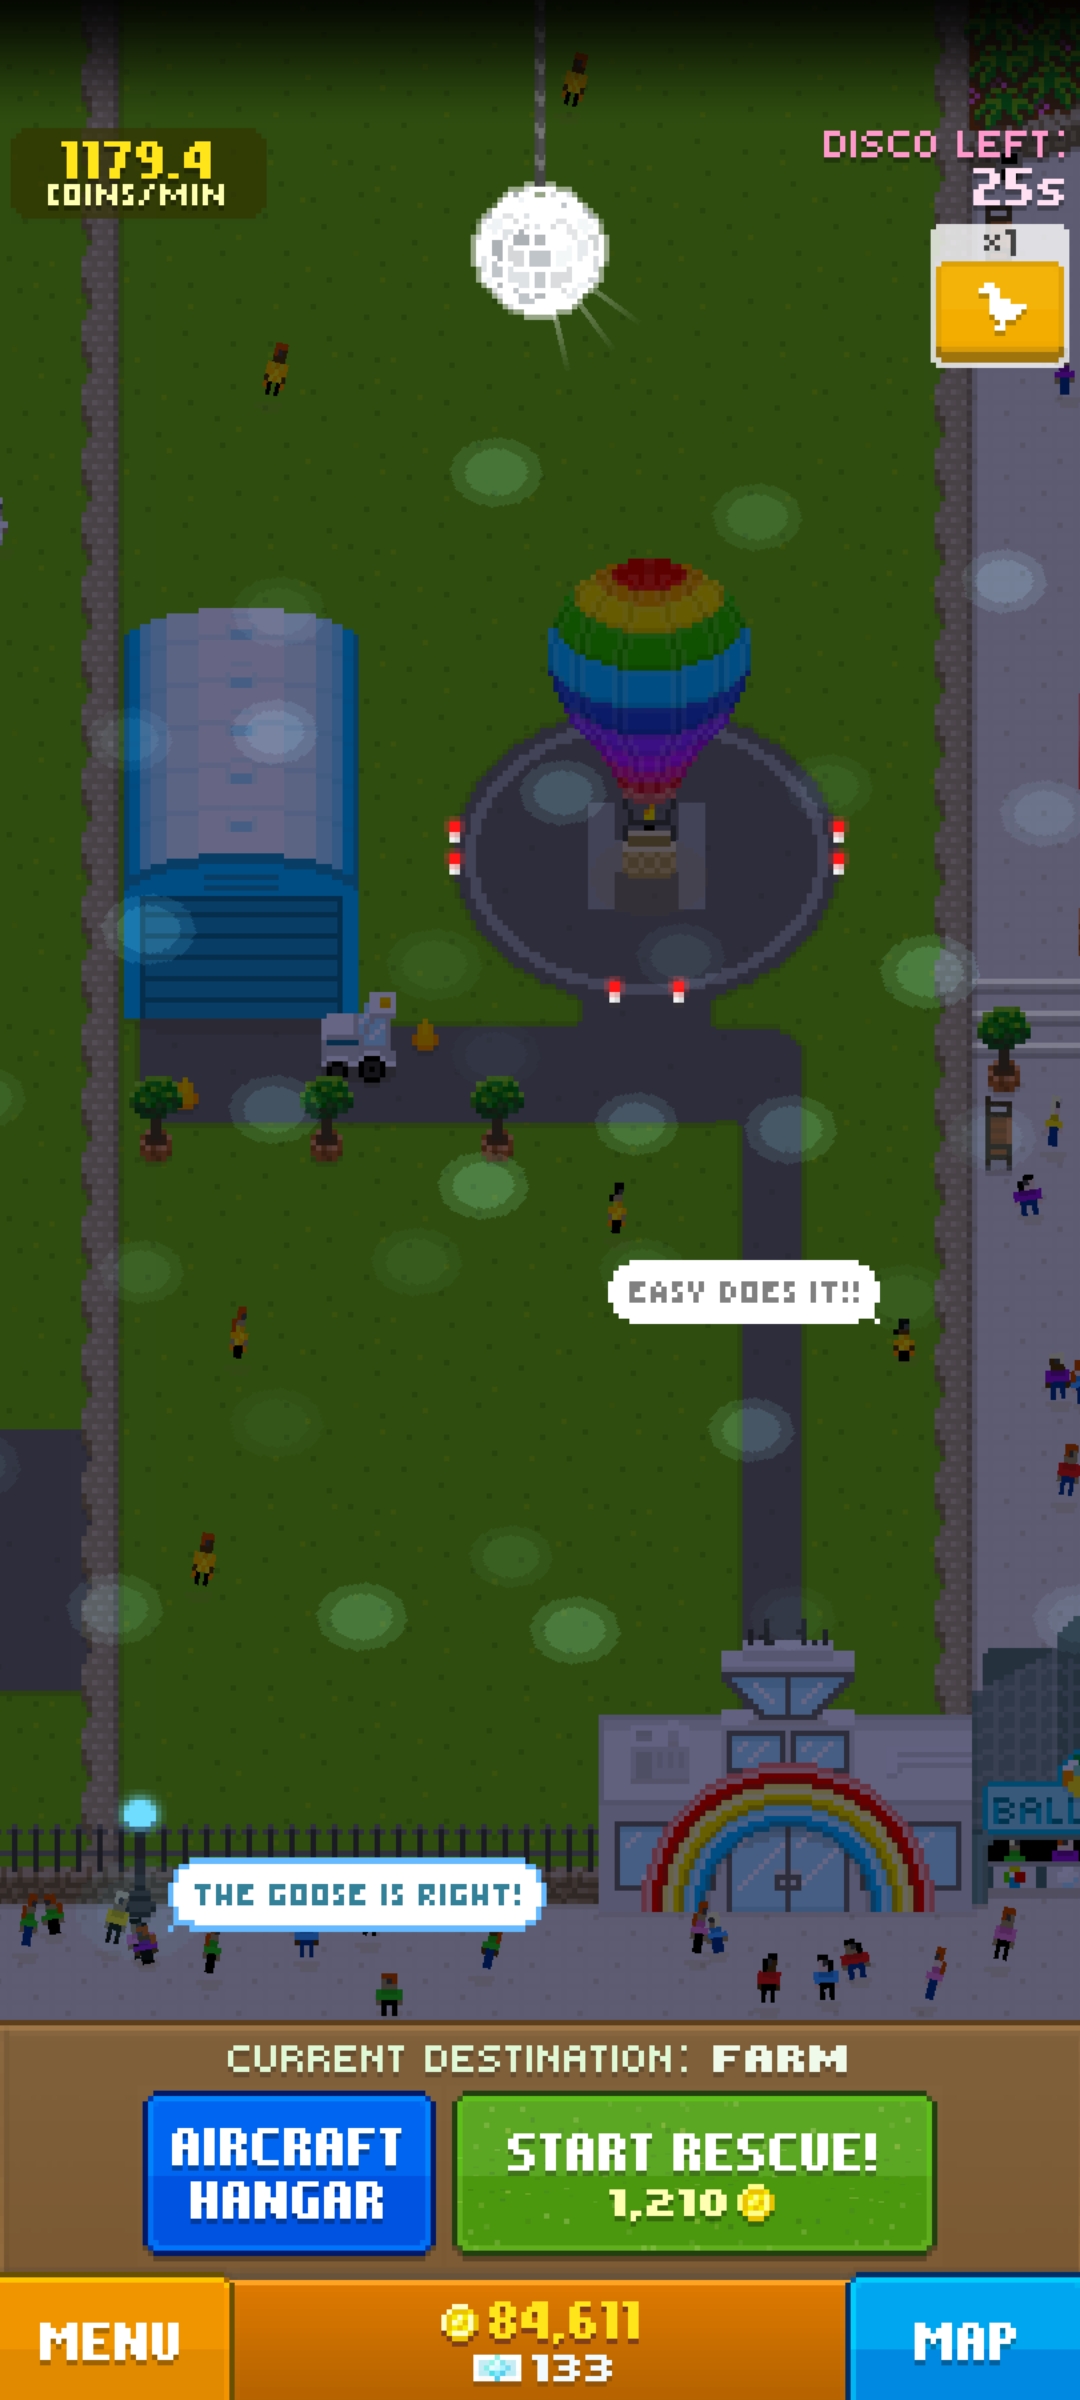 1179.4
COINS/MIN
DISCO LEFT:
25s
×1
EASY DOES IT!!
BALL
THE GOOSE IS RIGHT!
CURRENT DESTINATION: FARM
AIRCRAFT
HANGAR
START RESCUE!
1,210
MENU
84,611
133
MAP